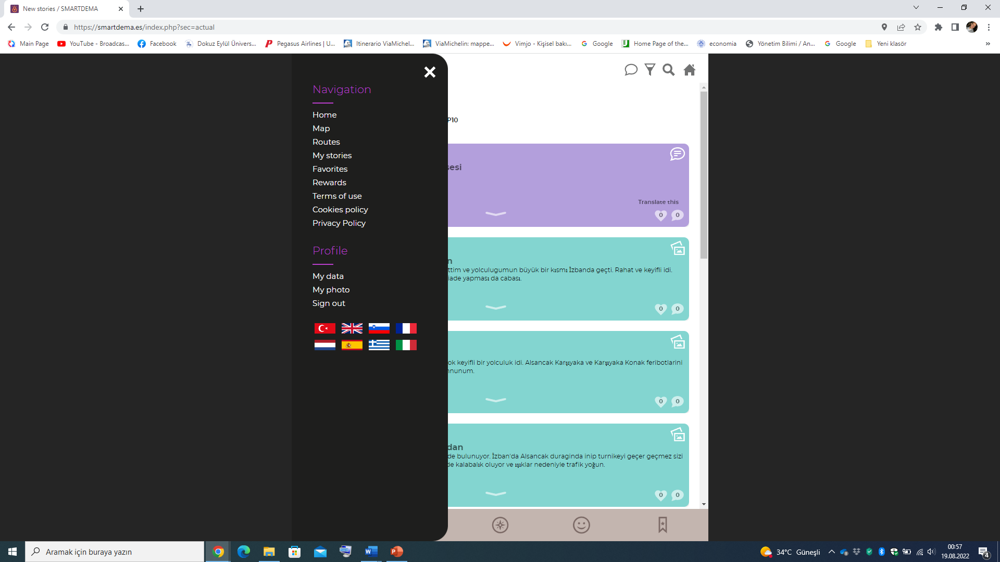 New stories / SMARTDEMA
https://smartdema.es/index.php?sec=actual
Main Page
YouTube - Broadcas...
Facebook
Dokuz Eylül Ünivers...
Pegasus Airlines | U...
Itinerario ViaMichel...
ViaMichelin: mappe...
Vimjo - Kişisel bakı...
Google
Home Page of the...
economia
Yönetim Bilimi / An...
Google
Yeni klasör
Navigation
Home
Map
Routes
My stories
Favorites
Rewards
Terms of use
Cookies policy
Privacy Policy
Profile
My data
My photo
Sign out
P10
sesi
Translate this
0 0
n
ttim ve yolculugumun büyük bir kısmı İzbanda geçti. Rahat ve keyifli idi.
iade yapması da cabası.
0 0
ok keyifli bir yolculuk idi. Alsancak Karşıyaka ve Karşıyaka Konak feribotlarini
nnunum.
0 0
dan
de bulunuyor. İzban'da Alsancak duraginda inip turnikeyi geçer geçmez sizi
de kalabalık oluyor ve ışıklar nedeniyle trafik yoğun.
0 0
Aramak için buraya yazın
34°C Güneşli
00:57
19.08.2022
4